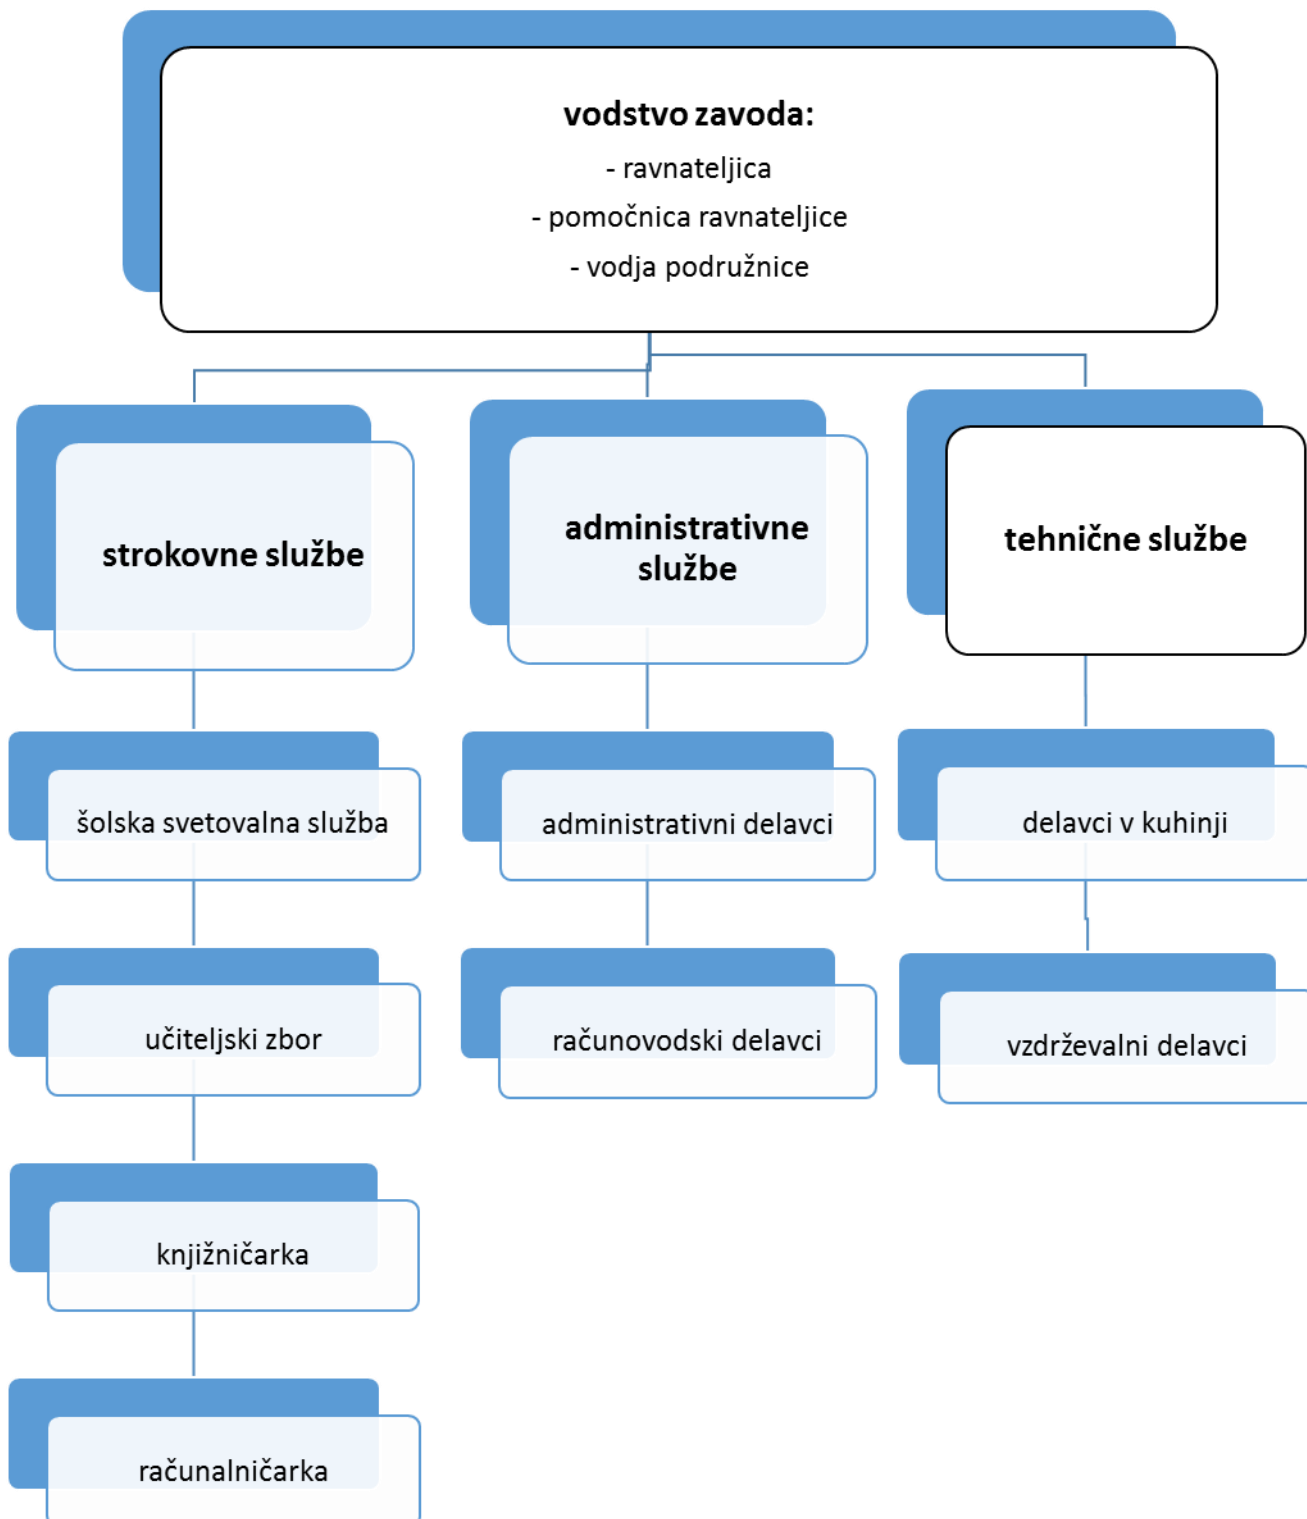 vodstvo zavoda:
- ravnateljica
- pomočnica ravnateljice
- vodja podružnice
strokovne službe
administrativne
službe
tehnične službe
šolska svetovalna služba
administrativni delavci
delavci v kuhinji
učiteljski zbor
računovodski delavci
vzdrževalni delavci
knjižničarka
računalničarka